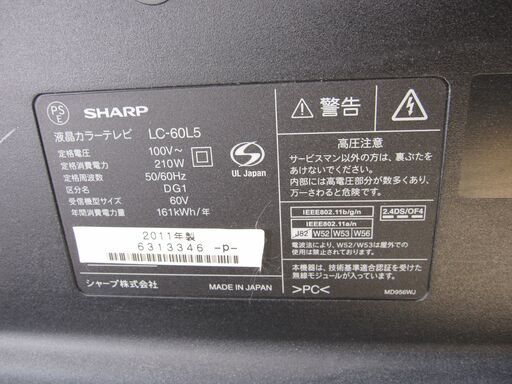 PS
E
SHARP
液晶カラーテレビ LC-60L5
定格電圧 100V～
定格消費電力 210W
定格周波数 50/60Hz
区分名 DG1
受信機型サイズ 60V
年間消費電力量 161kWh/年
UL Japan
2011年製
6313346 -p-
シャープ株式会社 MADE IN JAPAN
警告
高圧注意
サービスマン以外の方は、裏ぶたを
あけないでください。
内部には高電圧部分が数多くあり、
万一さわると危険です。
IEEE802.11b/g/n
2.4DS/OF4
IEEE802.11a/n
J52 W52 W53 W56
電波法により、W52/W53は屋外での
使用は禁止されています。
本機器は、技術基準適合認証を受けた
無線モジュールが入っています。
>PC<
MD956WJ